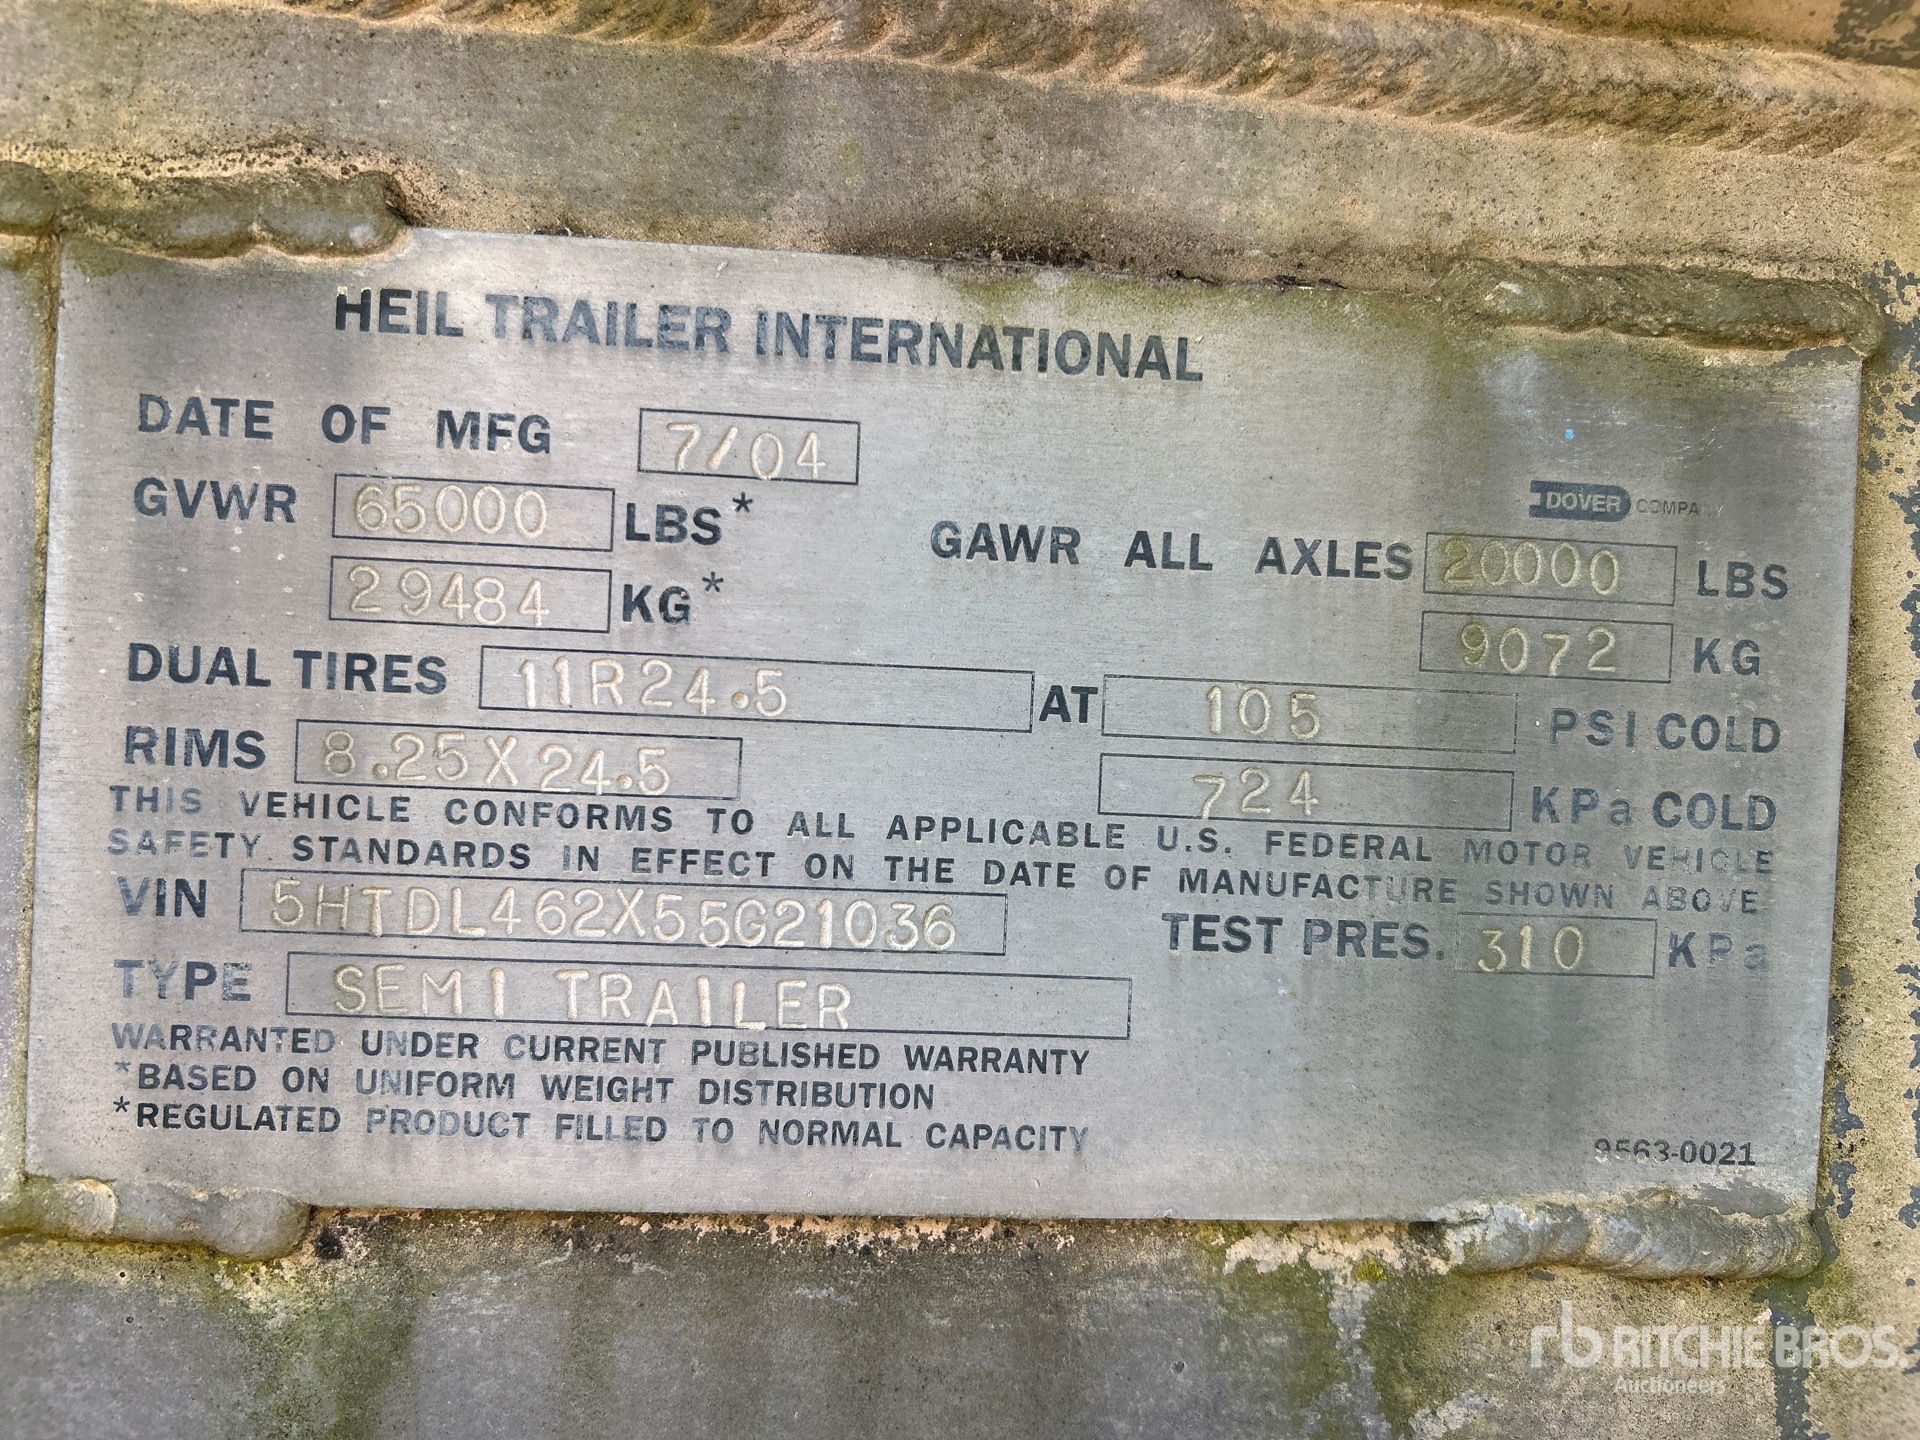 HEIL TRAILER INTERNATIONAL
DATE OF MFG 7/04
DOVER COMPANY
GVWR 65000 LBS* GAWR ALL AXLES 20000 LBS
29484 KG* 9072 KG
DUAL TIRES 11R24.5 AT 105 PSI COLD
RIMS 8.25X24.5 724 KPa COLD
THIS VEHICLE CONFORMS TO ALL APPLICABLE U.S. FEDERAL MOTOR VEHICLE
SAFETY STANDARDS IN EFFECT ON THE DATE OF MANUFACTURE SHOWN ABOVE
VIN 5HTDL462X55G21036 TEST PRES. 310 KPa
TYPE SEMI TRAILER
WARRANTED UNDER CURRENT PUBLISHED WARRANTY
*BASED ON UNIFORM WEIGHT DISTRIBUTION
*REGULATED PRODUCT FILLED TO NORMAL CAPACITY
9563-0021
rb RITCHIE BROS.
Auctioneers